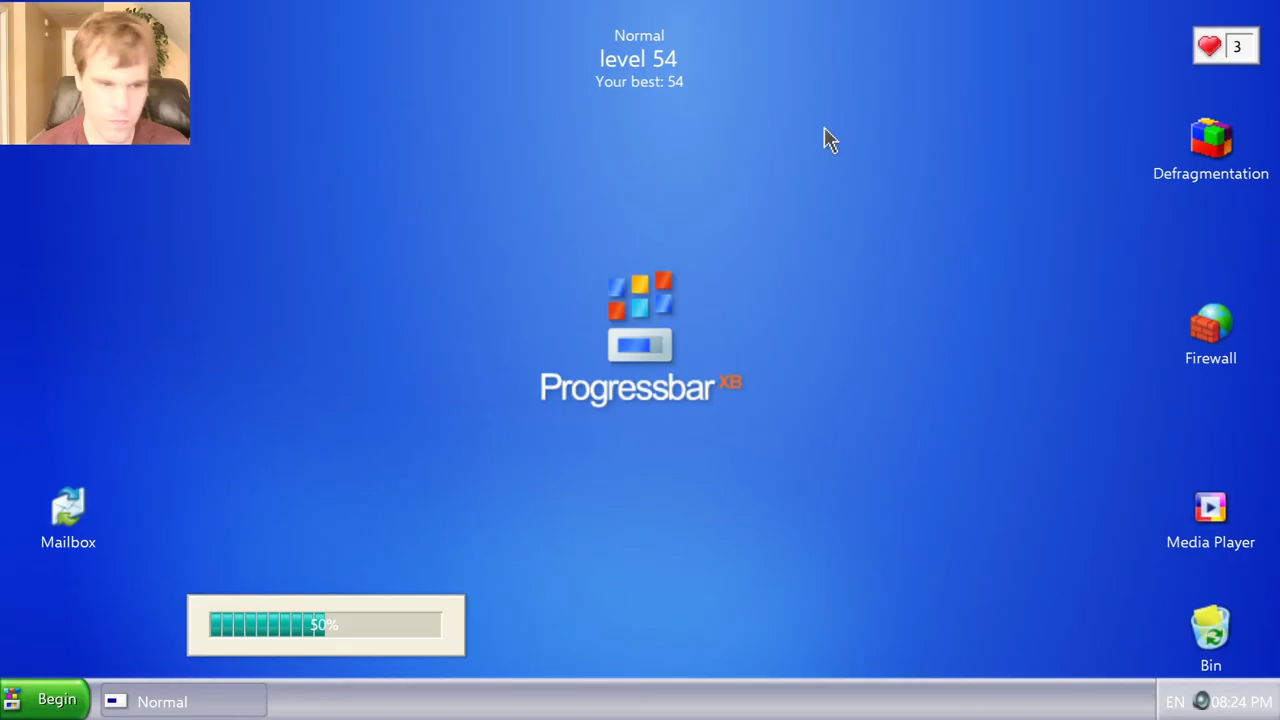 Normal
level 54
Your best: 54
3
Defragmentation
Firewall
Progressbar XB
Mailbox
Media Player
50%
Bin
Begin
Normal
EN
08:24 PM